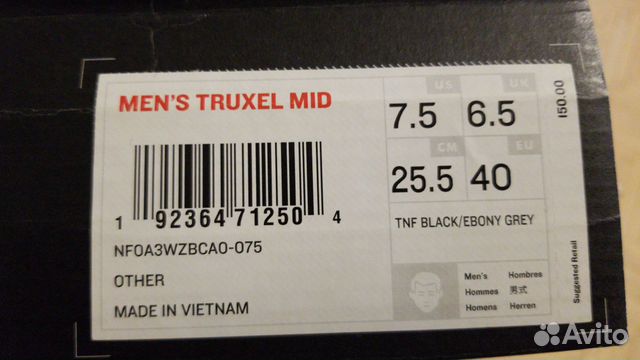 MEN'S TRUXEL MID
1 92364 71250 4
NF0A3WZBCA0-075
OTHER
MADE IN VIETNAM
US UK
7.5 6.5
CM EU
25.5 40
TNF BLACK/EBONY GREY
Men's Hombres
Hommes 男式
Homens Herren
150.00
Suggested Retail
Avito